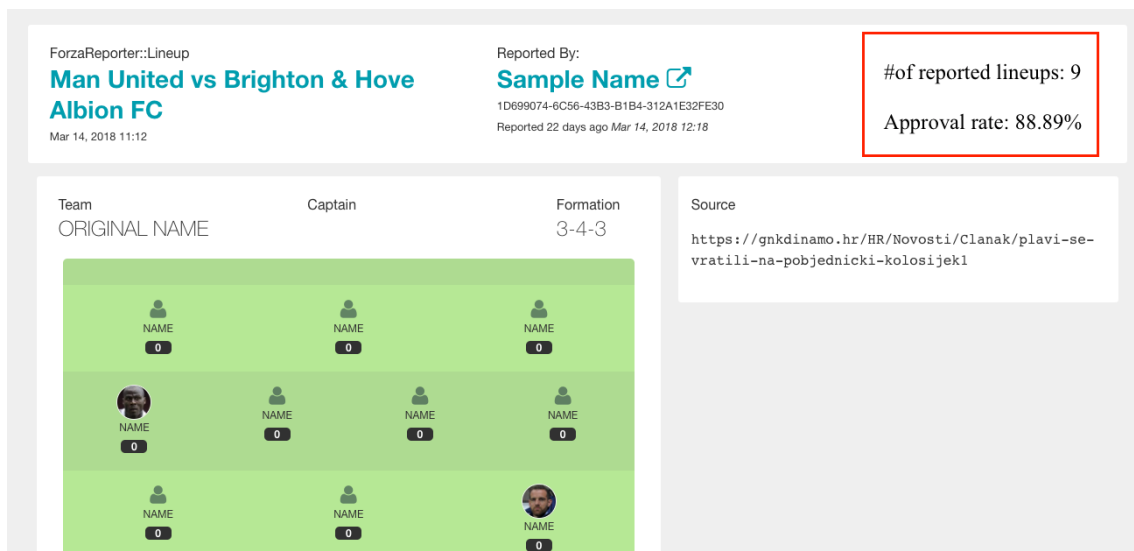 ForzaReporter::Lineup
Man United vs Brighton & Hove
Albion FC
Mar 14, 2018 11:12
Reported By:
Sample Name
1D699074-6C56-43B3-B1B4-312A1E32FE30
Reported 22 days ago Mar 14, 2018 12:18
#of reported lineups: 9
Approval rate: 88.89%
Team
ORIGINAL NAME
Captain
Formation
3-4-3
NAME NAME NAME
0 0 0
NAME NAME NAME NAME
0 0 0 0
NAME NAME NAME
0 0 0
Source
https://gnkdinamo.hr/HR/Novosti/Clanak/plavi-se-
vratili-na-pobjednicki-kolosijek1